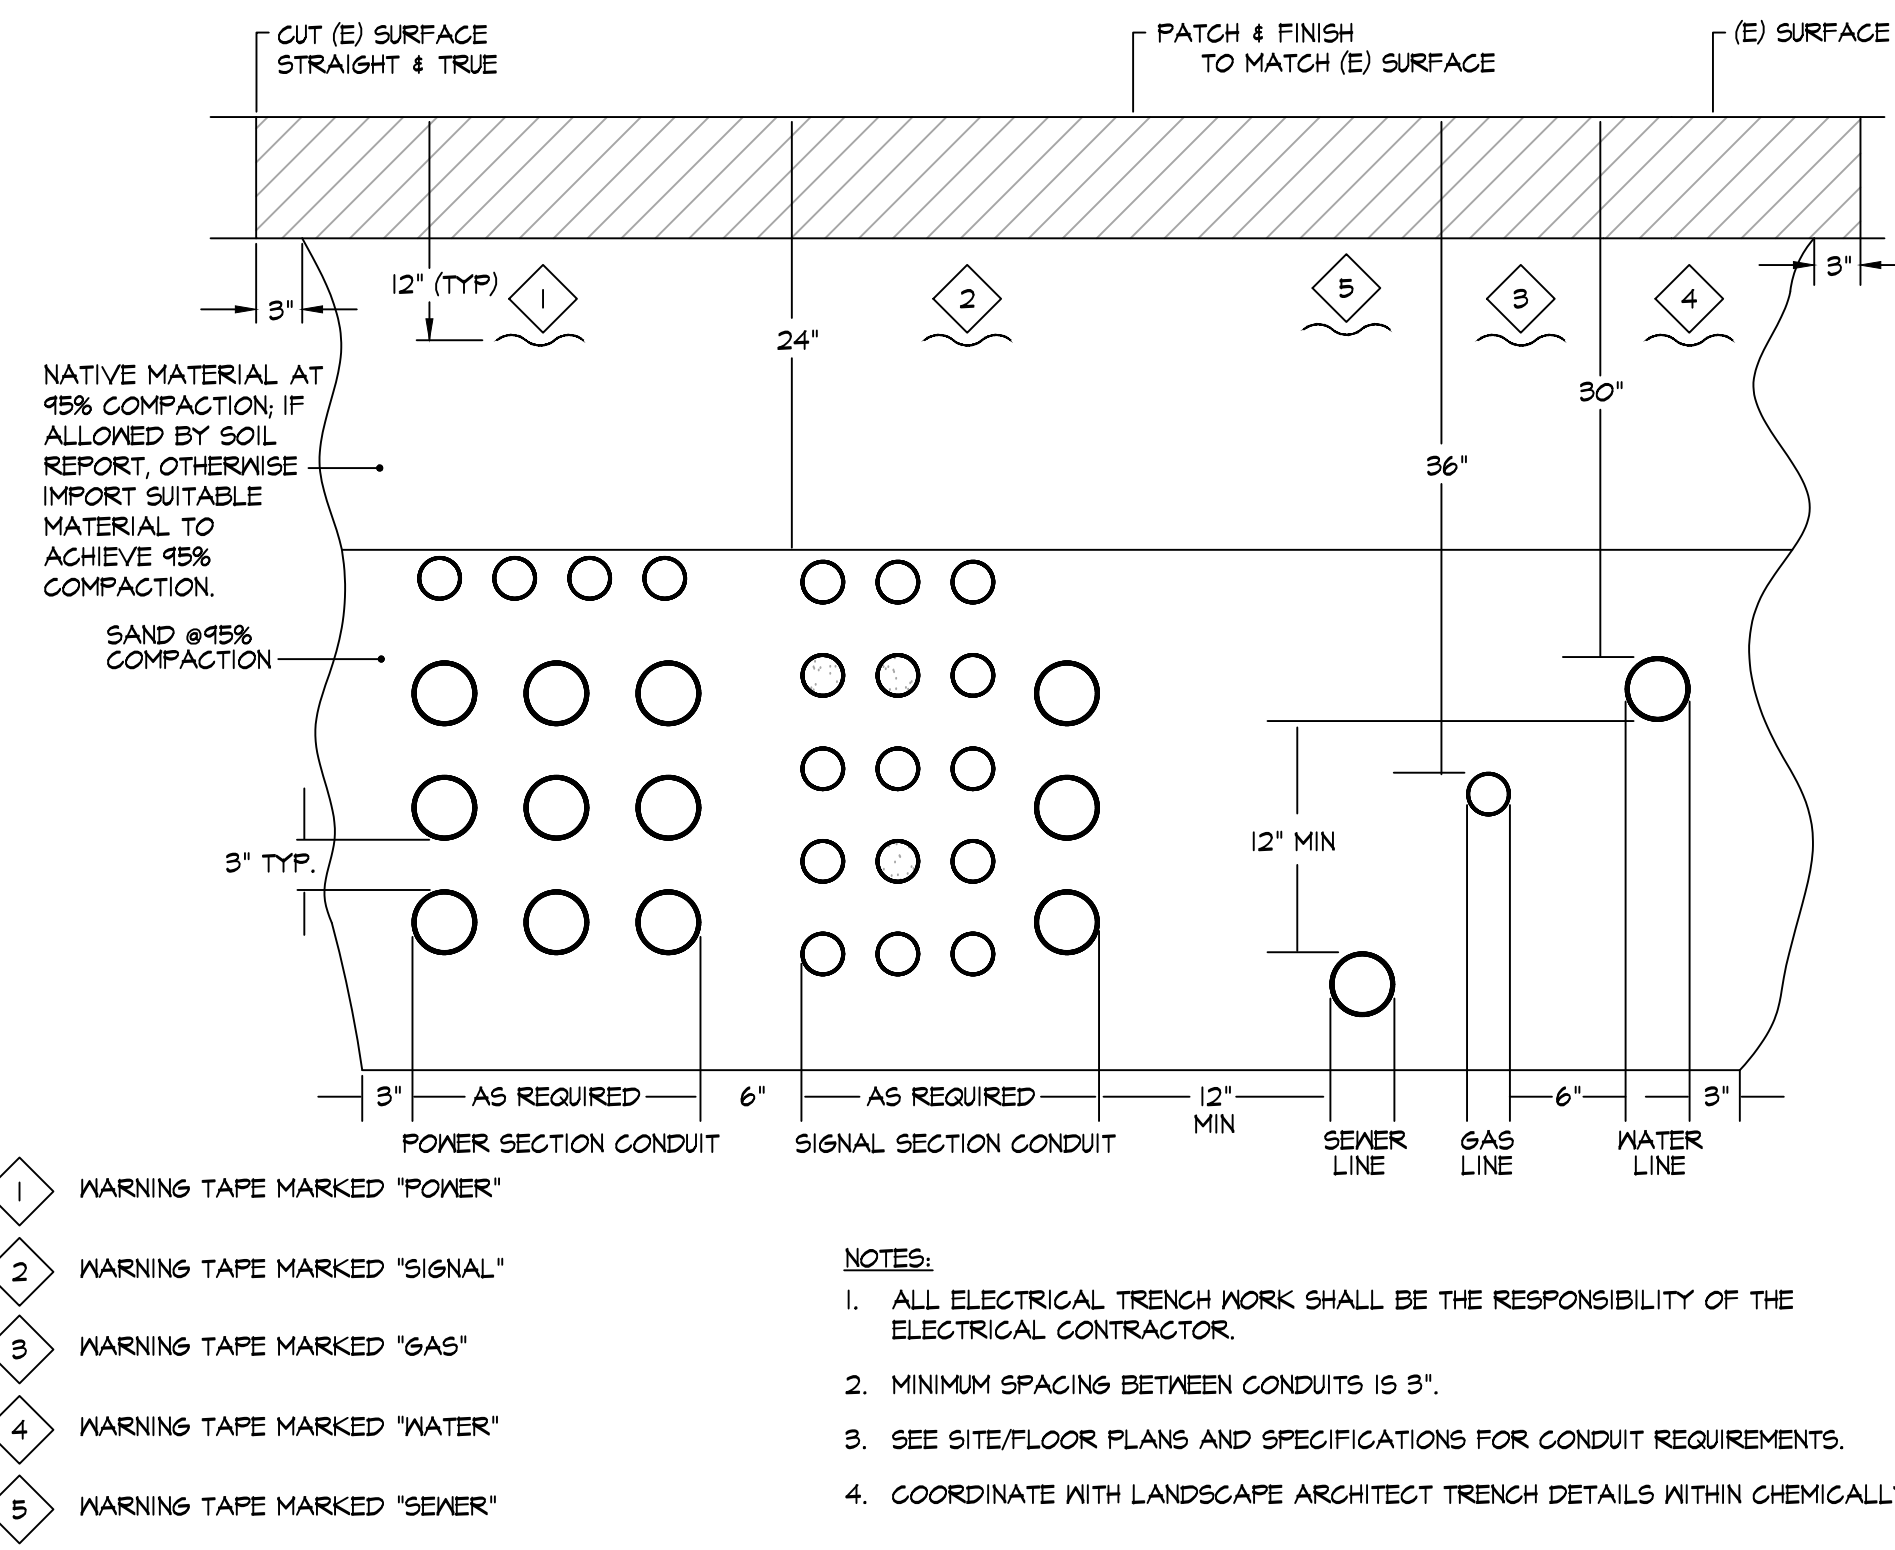 CUT (E) SURFACE
STRAIGHT & TRUE
PATCH & FINISH
TO MATCH (E) SURFACE
(E) SURFACE
12" (TYP)
1
2
5
3
4
3"
3"
24"
30"
36"
NATIVE MATERIAL AT
95% COMPACTION; IF
ALLOWED BY SOIL
REPORT, OTHERWISE
IMPORT SUITABLE
MATERIAL TO
ACHIEVE 95%
COMPACTION.
SAND @95%
COMPACTION
3" TYP.
12" MIN
3"
AS REQUIRED
6"
AS REQUIRED
12"
MIN
6"
3"
POWER SECTION CONDUIT
SIGNAL SECTION CONDUIT
SEWER
LINE
GAS
LINE
WATER
LINE
1 WARNING TAPE MARKED "POWER"
2 WARNING TAPE MARKED "SIGNAL"
3 WARNING TAPE MARKED "GAS"
4 WARNING TAPE MARKED "WATER"
5 WARNING TAPE MARKED "SEWER"
NOTES:
1. ALL ELECTRICAL TRENCH WORK SHALL BE THE RESPONSIBILITY OF THE
ELECTRICAL CONTRACTOR.
2. MINIMUM SPACING BETWEEN CONDUITS IS 3".
3. SEE SITE/FLOOR PLANS AND SPECIFICATIONS FOR CONDUIT REQUIREMENTS.
4. COORDINATE WITH LANDSCAPE ARCHITECT TRENCH DETAILS WITHIN